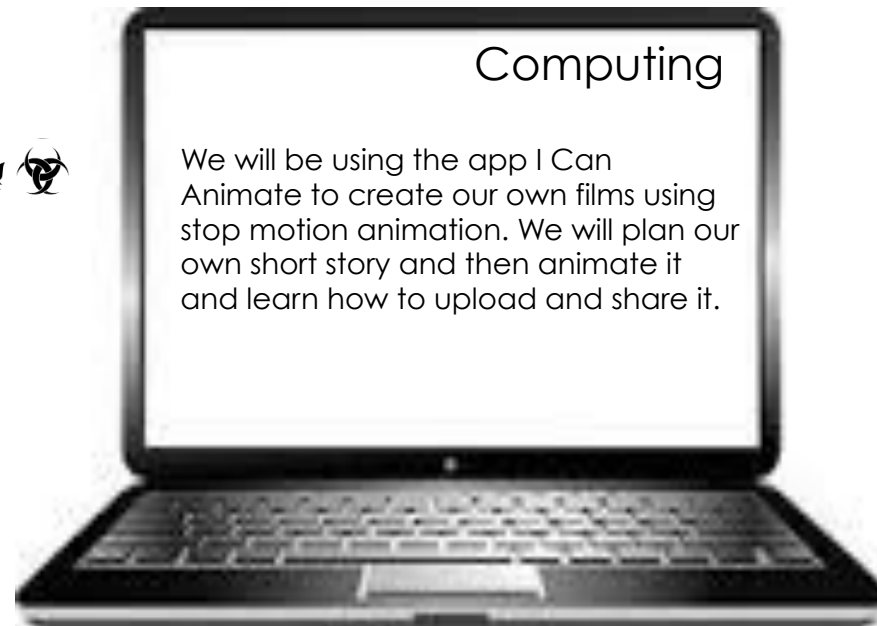 Computing
We will be using the app I Can
Animate to create our own films using
stop motion animation. We will plan our
own short story and then animate it
and learn how to upload and share it.